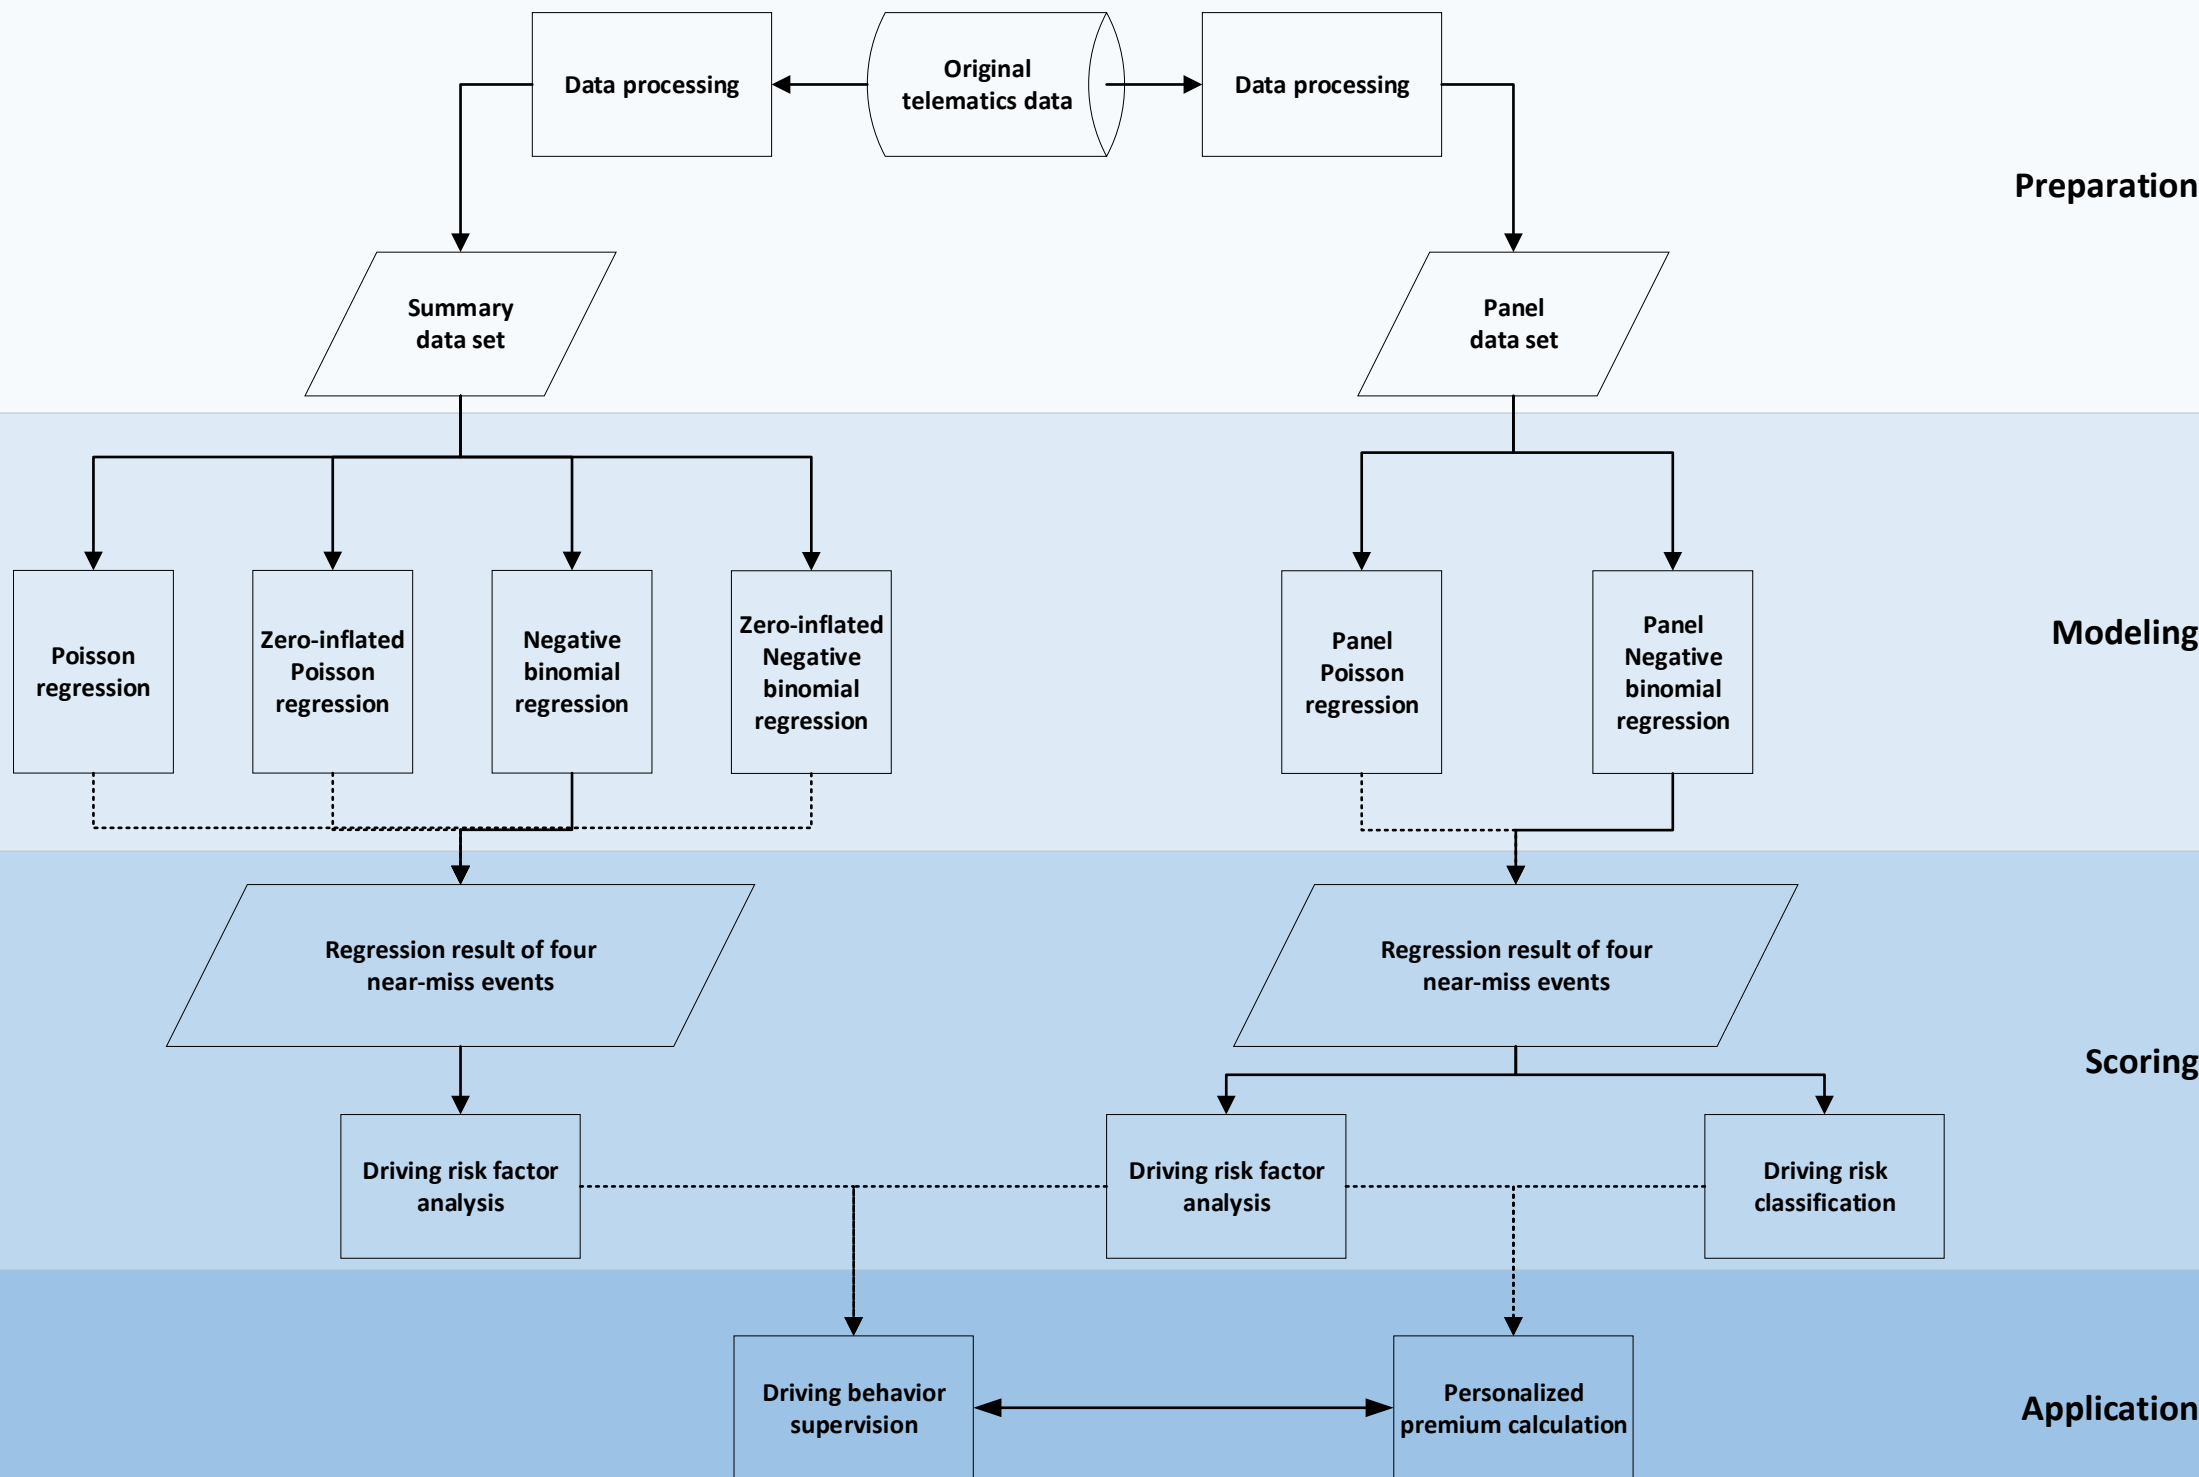 Data processing
Original
telematics data
Data processing
Preparation
Summary
data set
Panel
data set
Poisson
regression
Zero-inflated
Poisson
regression
Negative
binomial
regression
Zero-inflated
Negative
binomial
regression
Panel
Poisson
regression
Panel
Negative
binomial
regression
Modeling
Regression result of four
near-miss events
Regression result of four
near-miss events
Scoring
Driving risk factor
analysis
Driving risk factor
analysis
Driving risk
classification
Driving behavior
supervision
Personalized
premium calculation
Application